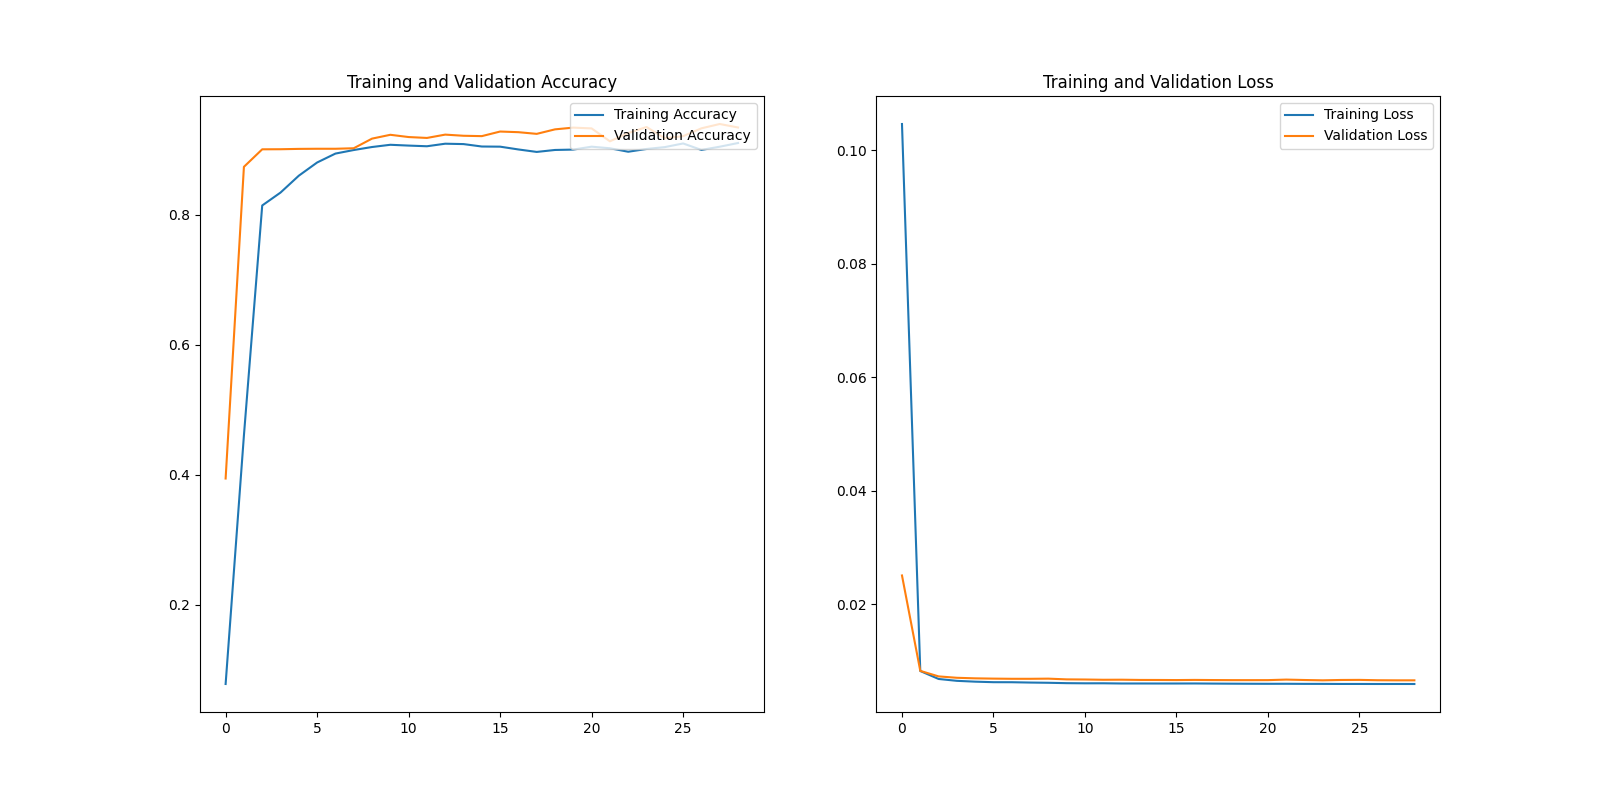 Training and Validation Accuracy
Training Accuracy
Validation Accuracy
0.8
0.6
0.4
0.2
0 5 10 15 20 25
Training and Validation Loss
Training Loss
Validation Loss
0.10
0.08
0.06
0.04
0.02
0 5 10 15 20 25